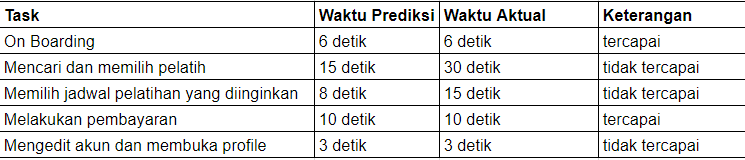 Task Waktu Prediksi Waktu Aktual Keterangan
On Boarding 6 detik 6 detik tercapai
Mencari dan memilih pelatih 15 detik 30 detik tidak tercapai
Memilih jadwal pelatihan yang diinginkan 8 detik 15 detik tidak tercapai
Melakukan pembayaran 10 detik 10 detik tercapai
Mengedit akun dan membuka profile 3 detik 3 detik tidak tercapai